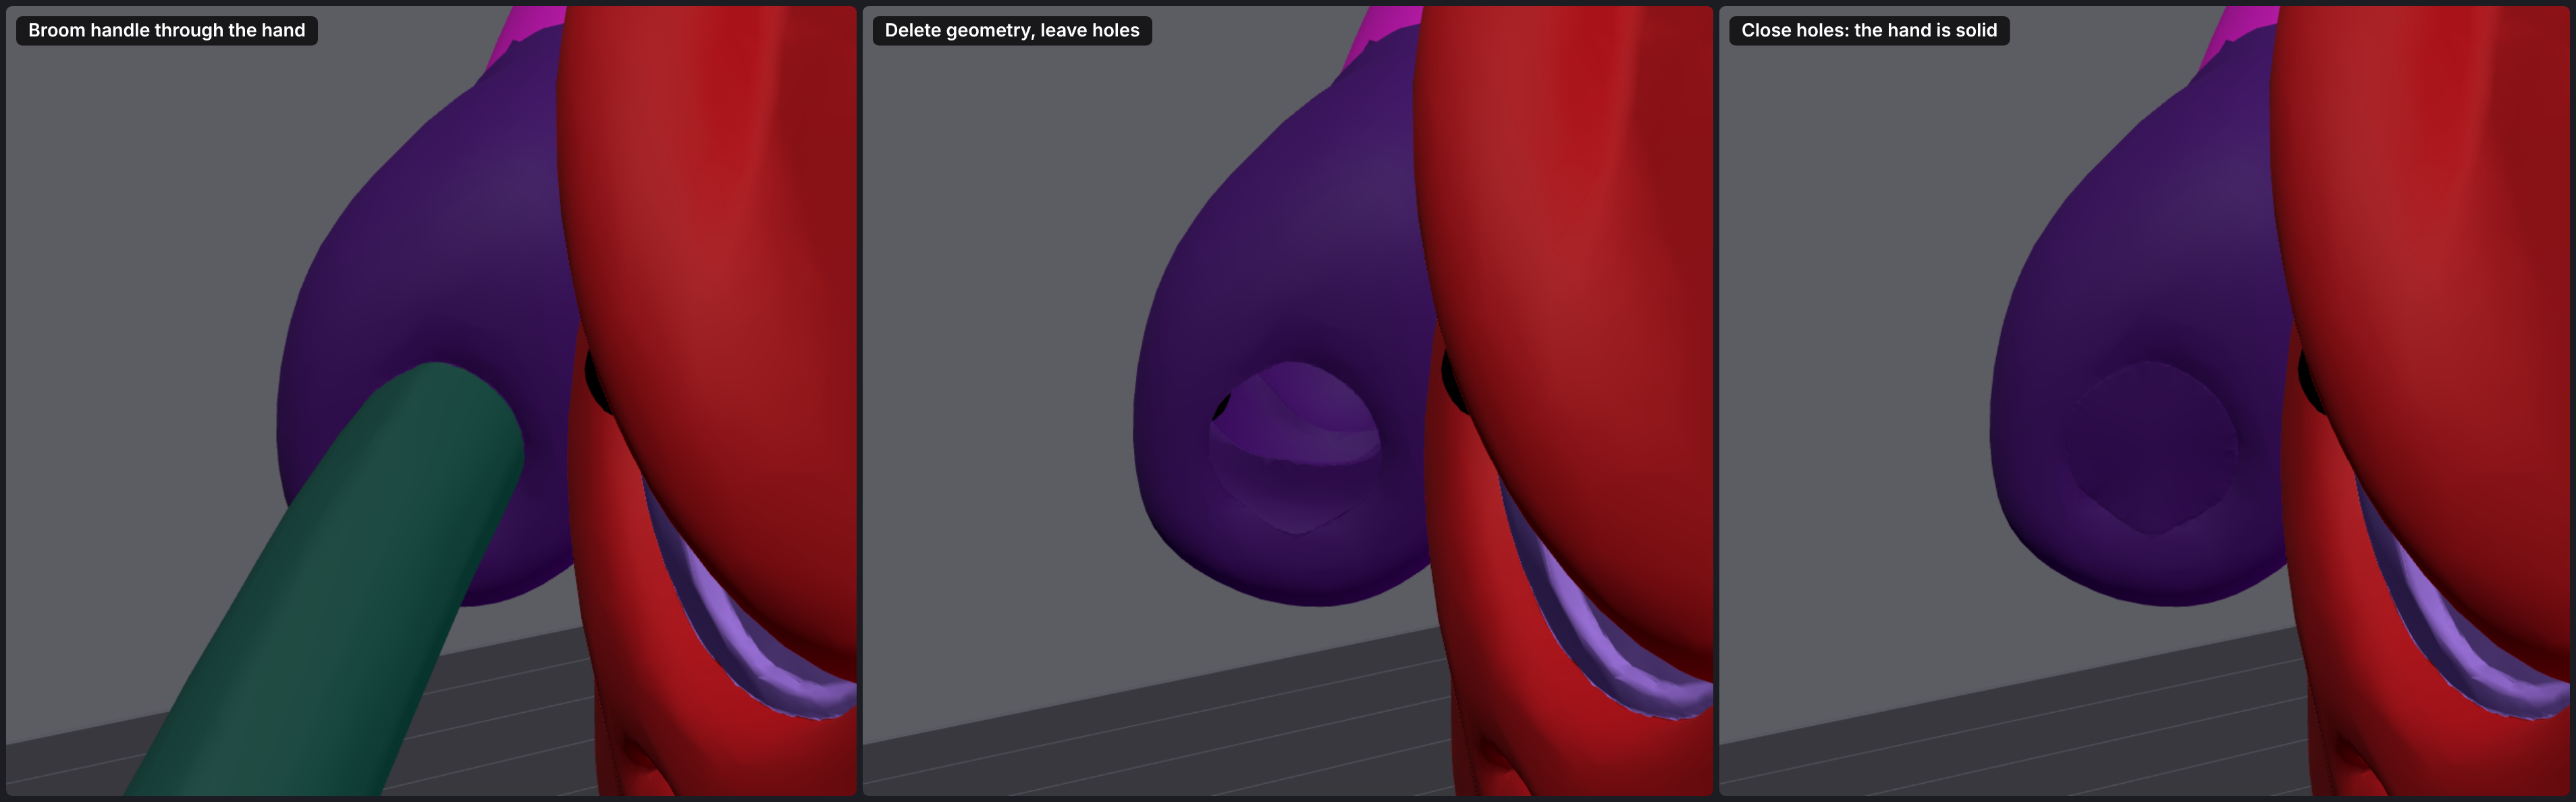 Broom handle through the hand
Delete geometry, leave holes
Close holes: the hand is solid